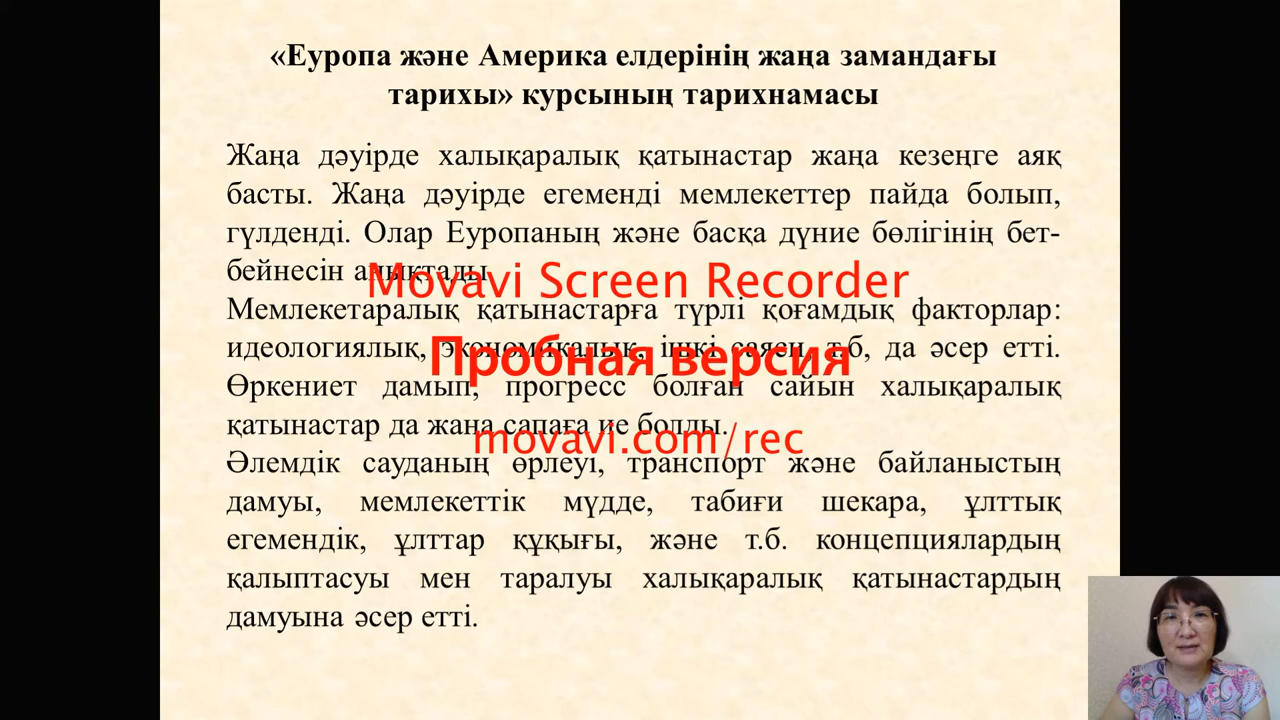 «Еуропа және Америка елдерінің жаңа замандағы
тарихы» курсының тарихнамасы
Жаңа дәуірде халықаралық қатынастар жаңа кезеңге аяқ
басты. Жаңа дәуірде егеменді мемлекеттер пайда болып,
гүлденді. Олар Еуропаның және басқа дүние бөлігінің бет-
бейнесін анықтады.
Movavi Screen Recorder
Мемлекетаралық қатынастарға түрлі қоғамдық факторлар:
идеологиялық, экономикалық, ішкі саяси, т.б, да әсер етті.
Пробная версия
Өркениет дамып, прогресс болған сайын халықаралық
қатынастар да жаңа сапаға ие болды.
movavi.com/rec
Әлемдік сауданың өрлеуі, транспорт және байланыстың
дамуы, мемлекеттік мүдде, табиғи шекара, ұлттық
егемендік, ұлттар құқығы, және т.б. концепциялардың
қалыптасуы мен таралуы халықаралық қатынастардың
дамуына әсер етті.